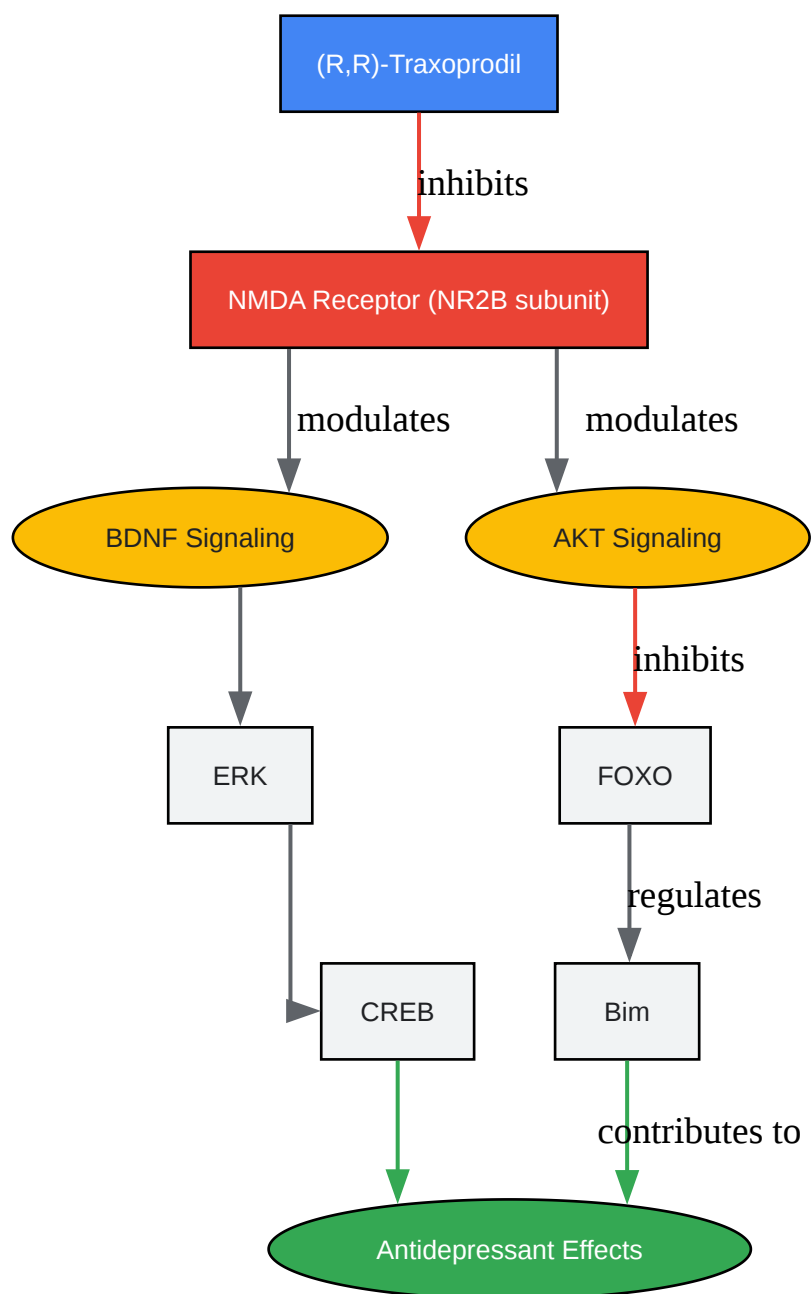 (R,R)-Traxoprodil
inhibits
NMDA Receptor (NR2B subunit)
modulates
modulates
BDNF Signaling
AKT Signaling
inhibits
ERK
FOXO
regulates
CREB
Bim
contributes to
Antidepressant Effects